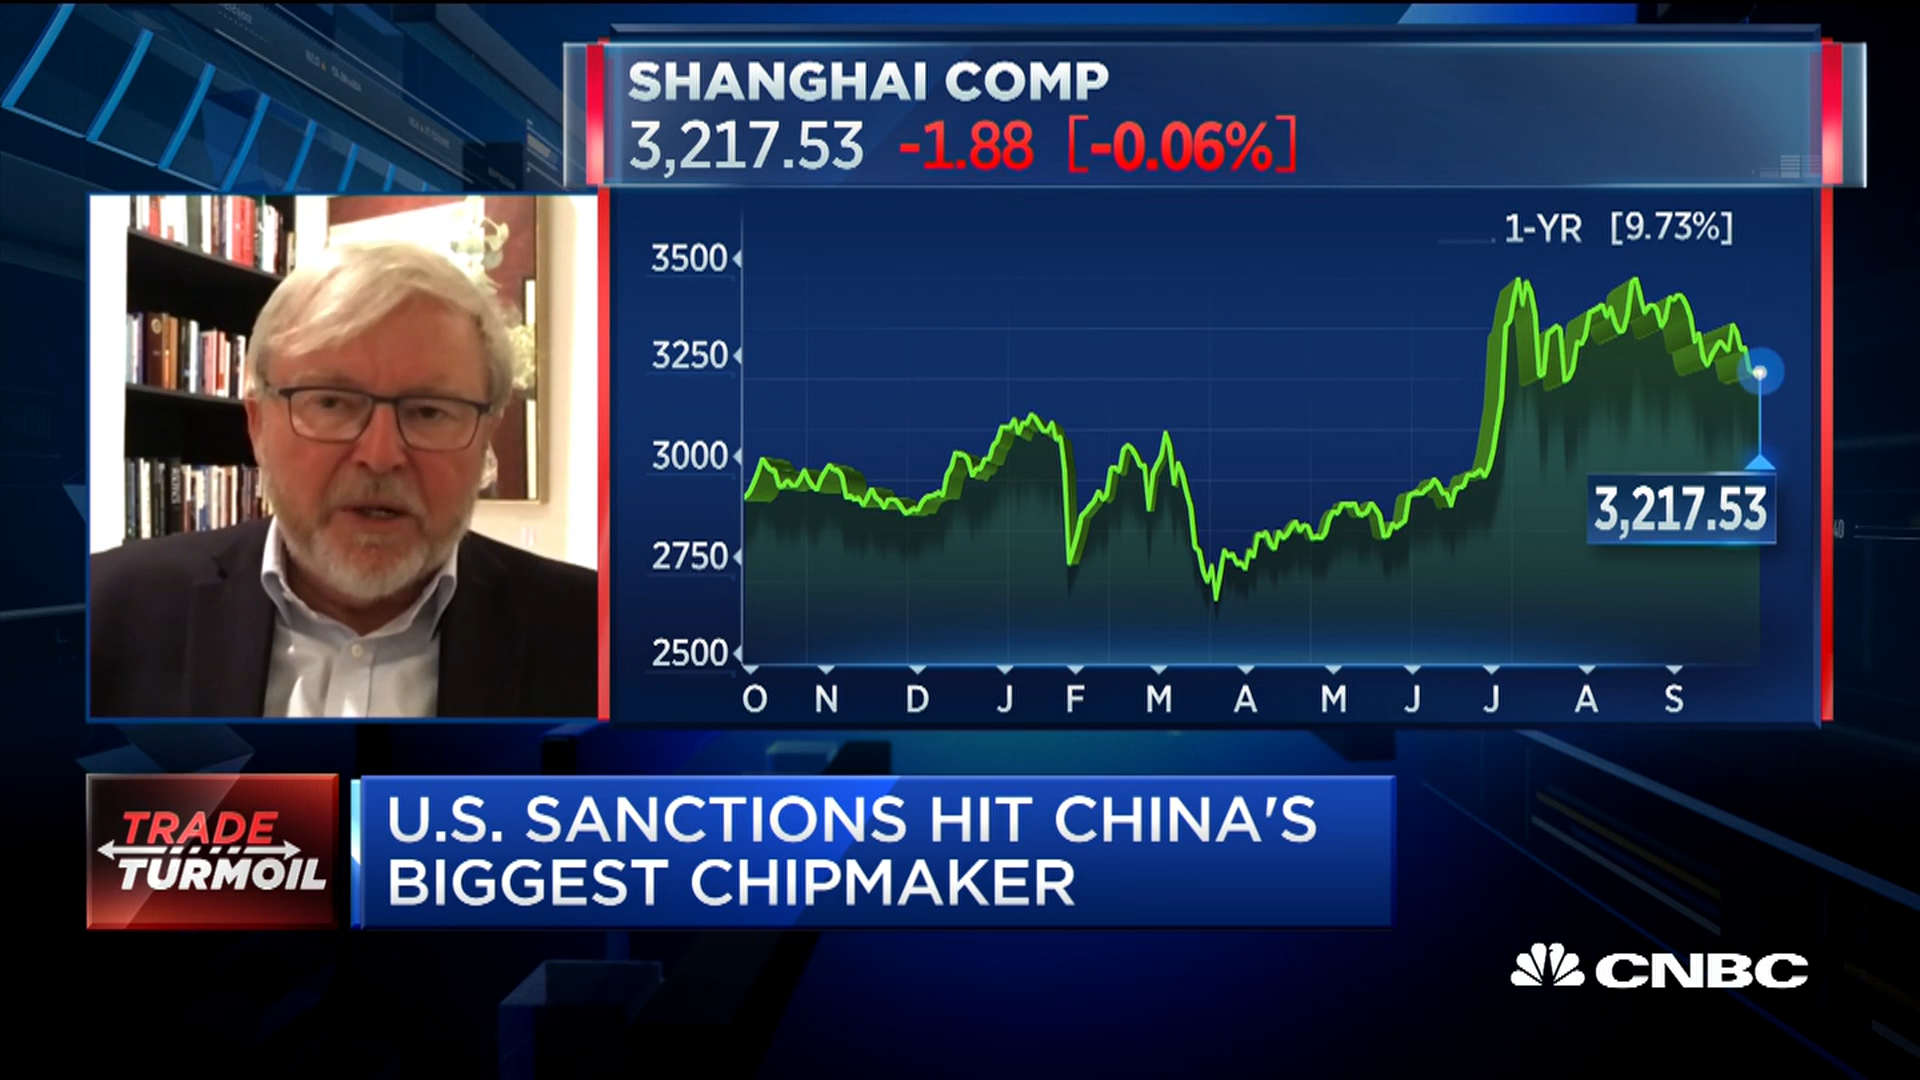 SHANGHAI COMP
3,217.53 -1.88 [-0.06%]
1-YR [9.73%]
3500
3250
3000
2750
2500
3,217.53
O N D J F M A M J J A S
TRADE
TURMOIL
U.S. SANCTIONS HIT CHINA'S
BIGGEST CHIPMAKER
CNBC